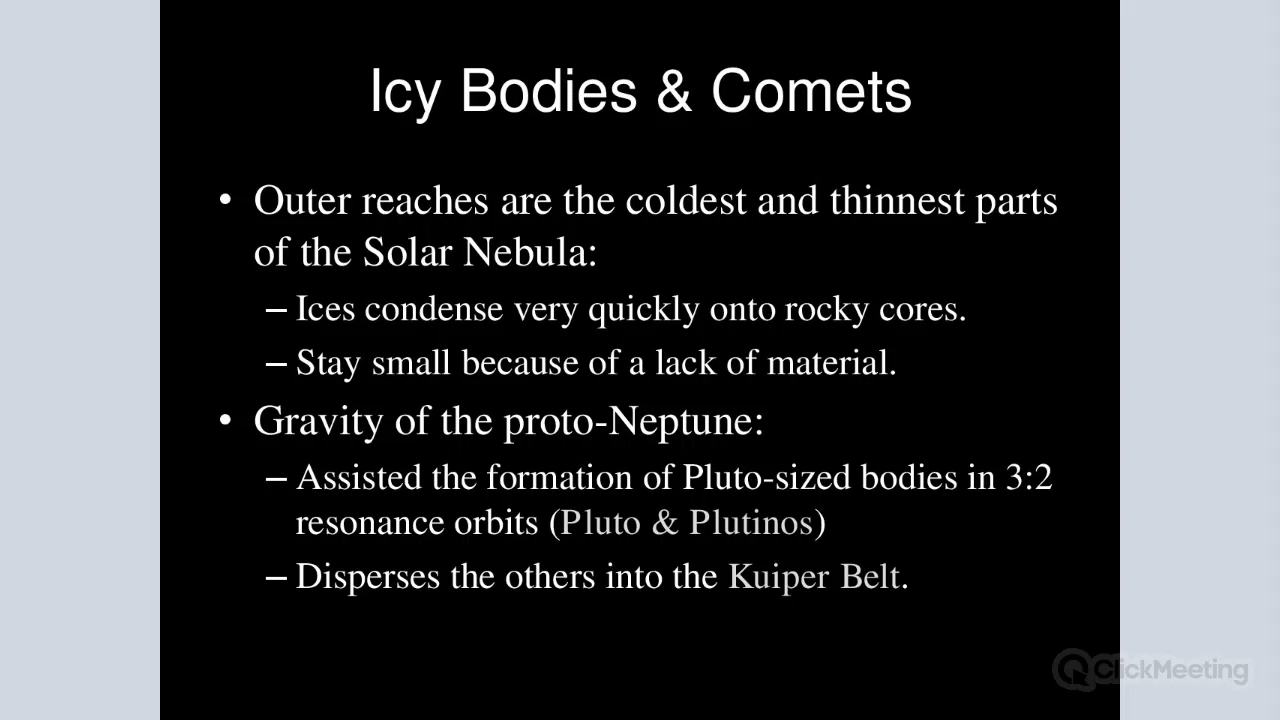 Icy Bodies & Comets
• Outer reaches are the coldest and thinnest parts
of the Solar Nebula:
– Ices condense very quickly onto rocky cores.
– Stay small because of a lack of material.
• Gravity of the proto-Neptune:
– Assisted the formation of Pluto-sized bodies in 3:2
resonance orbits (Pluto & Plutinos)
– Disperses the others into the Kuiper Belt.
ClickMeeting